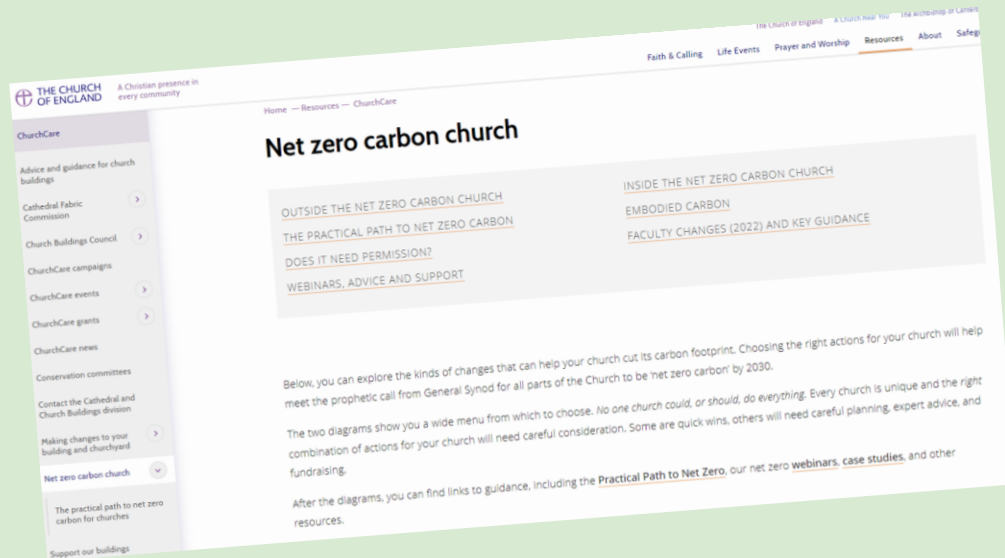 The Church of England
A Church Near You
The Archbishop of
Faith & Calling
Life Events
Prayer and Worship
Resources
About
THE CHURCH
OF ENGLAND
A Christian presence in
every community
Home — Resources — ChurchCare
ChurchCare
Advice and guidance for church
buildings
Cathedral Fabric
Commission
Church Buildings Council
ChurchCare campaigns
ChurchCare events
ChurchCare grants
ChurchCare news
Conservation committees
Contact the Cathedral and
Church Buildings division
Making changes to your
building and churchyard
Net zero carbon church
The practical path to net zero
carbon for churches
Support our buildings
Net zero carbon church
OUTSIDE THE NET ZERO CARBON CHURCH
THE PRACTICAL PATH TO NET ZERO CARBON
DOES IT NEED PERMISSION?
WEBINARS, ADVICE AND SUPPORT
INSIDE THE NET ZERO CARBON CHURCH
EMBODIED CARBON
FACULTY CHANGES (2022) AND KEY GUIDANCE
Below, you can explore the kinds of changes that can help your church cut its carbon footprint. Choosing the right actions for your church will help
meet the prophetic call from General Synod for all parts of the Church to be 'net zero carbon' by 2030.
The two diagrams show you a wide menu from which to choose. No one church could, or should, do everything. Every church is unique and the right
combination of actions for your church will need careful consideration. Some are quick wins, others will need careful planning, expert advice, and
fundraising.
After the diagrams, you can find links to guidance, including the Practical Path to Net Zero, our net zero webinars, case studies, and other
resources.